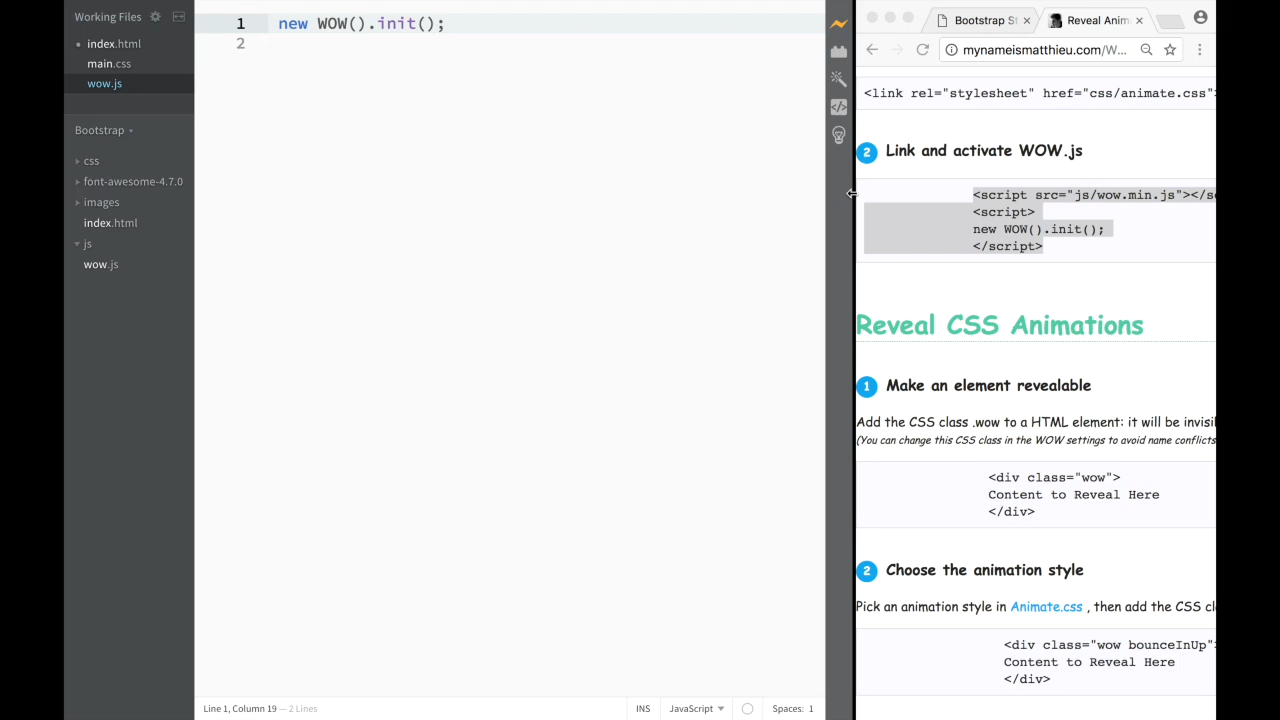 Working Files
index.html
main.css
wow.js
Bootstrap
css
font-awesome-4.7.0
images
index.html
js
wow.js
1 new WOW().init();
2
Line 1, Column 19 — 2 Lines
INS
JavaScript
Spaces: 1
Bootstrap St
Reveal Anim
mynameismatthieu.com/W...
<link rel="stylesheet" href="css/animate.css"
2 Link and activate WOW.js
<script src="js/wow.min.js"></sc
<script>
new WOW().init();
</script>
Reveal CSS Animations
1 Make an element revealable
Add the CSS class .wow to a HTML element: it will be invisi
(You can change this CSS class in the WOW settings to avoid name conflicts
<div class="wow">
Content to Reveal Here
</div>
2 Choose the animation style
Pick an animation style in Animate.css , then add the CSS cl
<div class="wow bounceInUp"
Content to Reveal Here
</div>